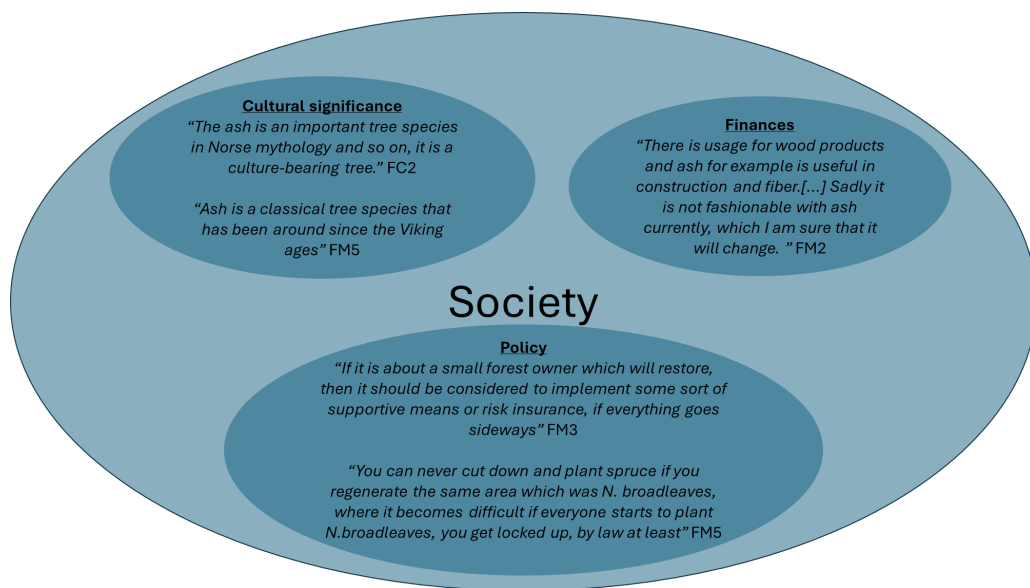 Cultural significance
“The ash is an important tree species
in Norse mythology and so on, it is a
culture-bearing tree.” FC2
“Ash is a classical tree species that
has been around since the Viking
ages” FM5
Finances
“There is usage for wood products
and ash for example is useful in
construction and fiber.[...] Sadly it
is not fashionable with ash
currently, which I am sure that it
will change. ” FM2
Society
Policy
“If it is about a small forest owner which will restore,
then it should be considered to implement some sort of
supportive means or risk insurance, if everything goes
sideways” FM3
“You can never cut down and plant spruce if you
regenerate the same area which was N. broadleaves,
where it becomes difficult if everyone starts to plant
N.broadleaves, you get locked up, by law at least” FM5